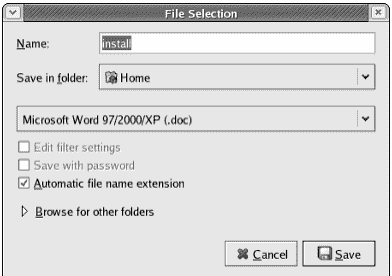 File Selection
Name: install
Save in folder: Home
Microsoft Word 97/2000/XP (.doc)
Edit filter settings
Save with password
Automatic file name extension
Browse for other folders
Cancel Save